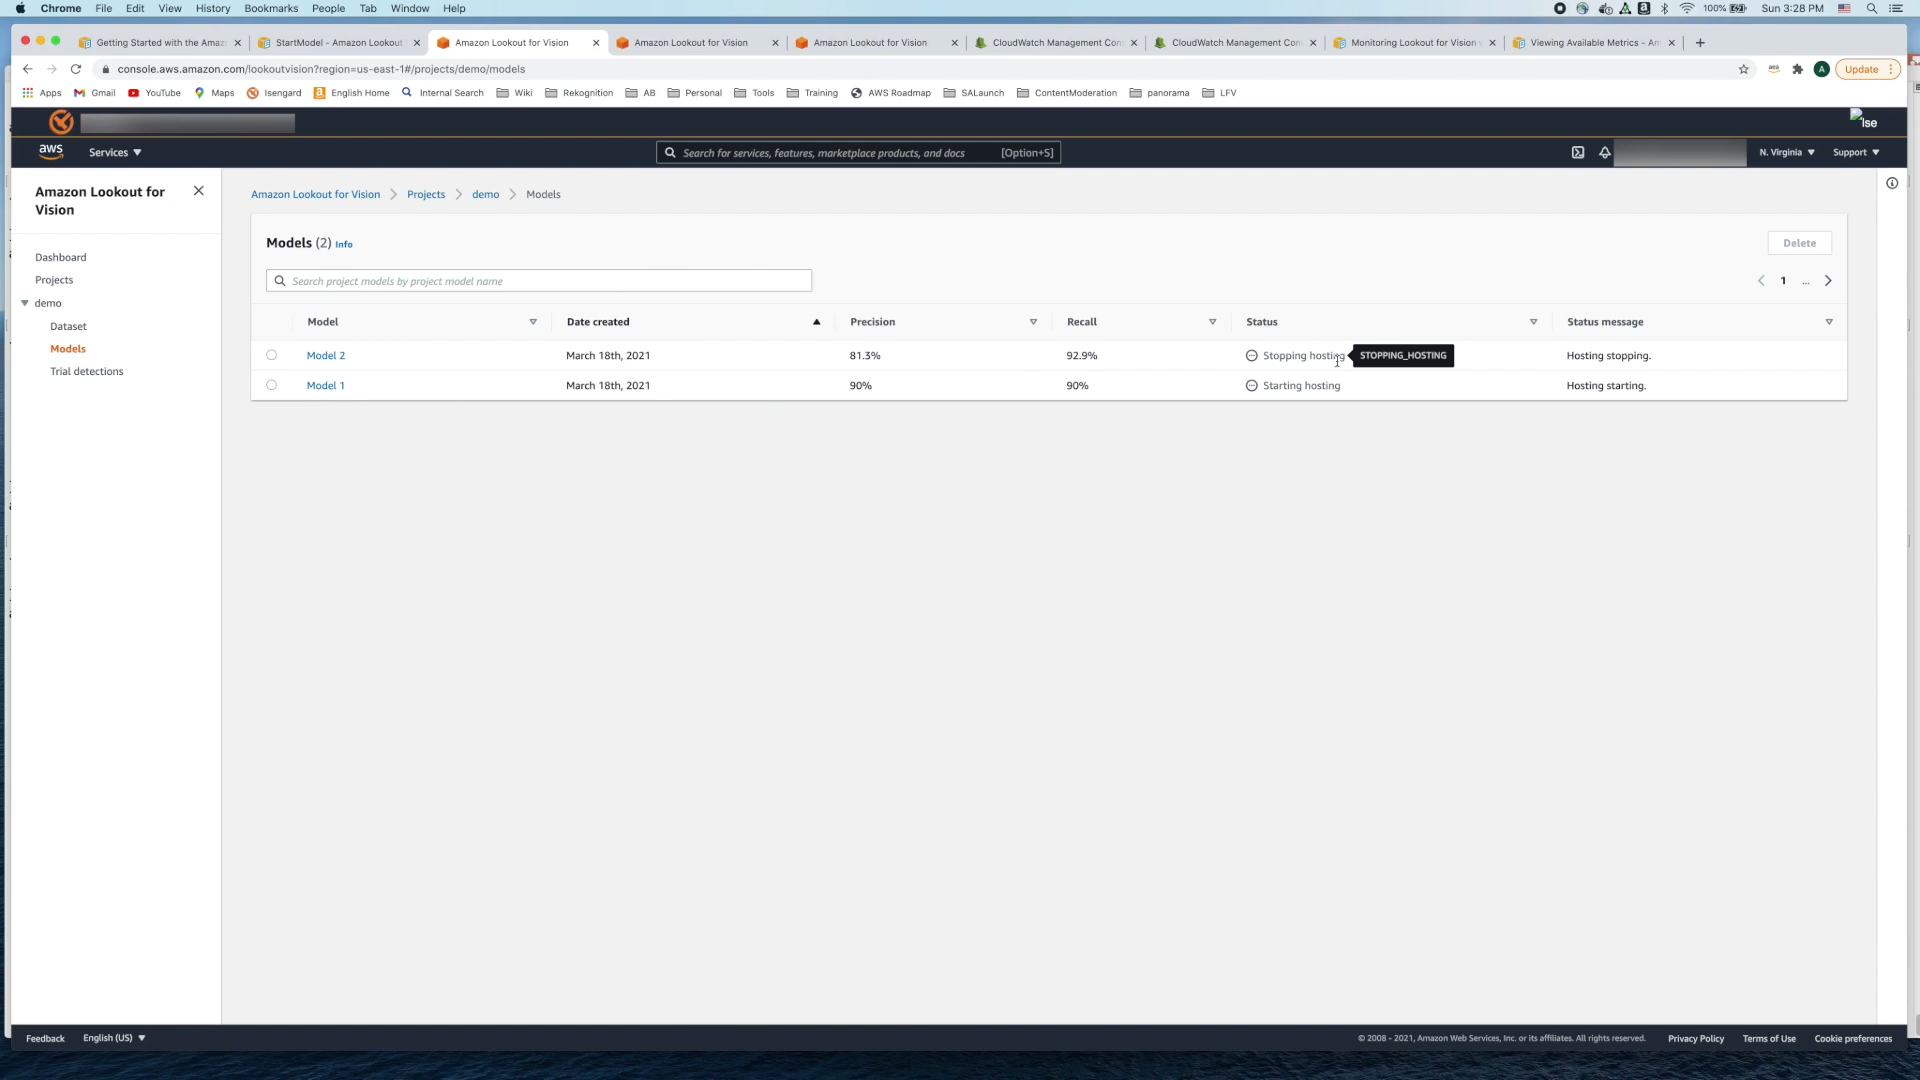 Chrome File Edit View History Bookmarks People Tab Window Help 100% Sun 3:28 PM
Getting Started with the Amaz StartModel - Amazon Lookout Amazon Lookout for Vision Amazon Lookout for Vision Amazon Lookout for Vision CloudWatch Management Con CloudWatch Management Con Monitoring Lookout for Vision Viewing Available Metrics - Am
console.aws.amazon.com/lookoutvision?region=us-east-1#/projects/demo/models A Update
Apps Gmail YouTube Maps Isengard English Home Internal Search Wiki Rekognition AB Personal Tools Training AWS Roadmap SALaunch ContentModeration panorama LFV
Ise
aws Services Search for services, features, marketplace products, and docs [Option+S] N. Virginia Support
Amazon Lookout for
Vision
Dashboard
Projects
demo
Dataset
Models
Trial detections
Amazon Lookout for Vision Projects demo Models
Models (2) Info Delete
Search project models by project model name 1 ...
Model Date created Precision Recall Status Status message
Model 2 March 18th, 2021 81.3% 92.9% Stopping hosting STOPPING_HOSTING Hosting stopping.
Model 1 March 18th, 2021 90% 90% Starting hosting Hosting starting.
Feedback English (US) © 2008 - 2021, Amazon Web Services, Inc. or its affiliates. All rights reserved. Privacy Policy Terms of Use Cookie preferences